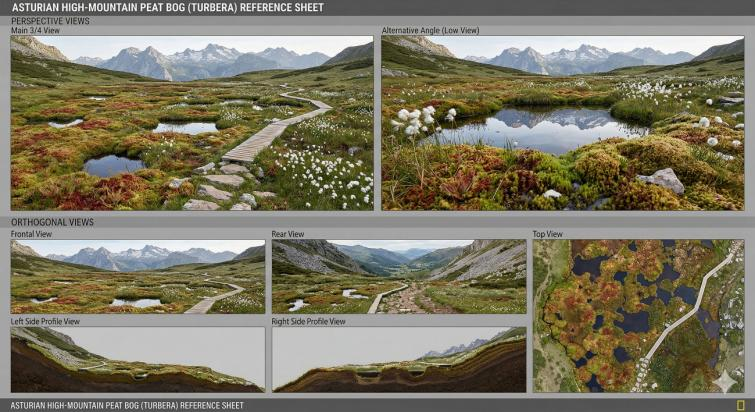 ASTURIAN HIGH-MOUNTAIN PEAT BOG (TURBERA) REFERENCE SHEET
PERSPECTIVE VIEWS
Main 3/4 View
Alternative Angle (Low View)
ORTHOGONAL VIEWS
Frontal View
Rear View
Top View
Left Side Profile View
Right Side Profile View
ASTURIAN HIGH-MOUNTAIN PEAT BOG (TURBERA) REFERENCE SHEET